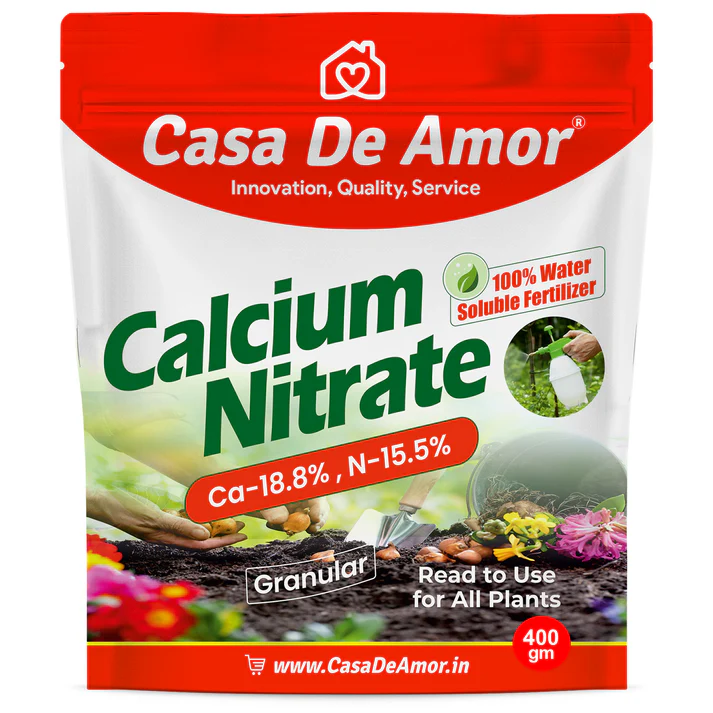 Casa De Amor®
Innovation, Quality, Service
100% Water
Soluble Fertilizer
Calcium
Nitrate
Ca-18.8% , N-15.5%
Granular
Read to Use
for All Plants
400
gm
www.CasaDeAmor.in